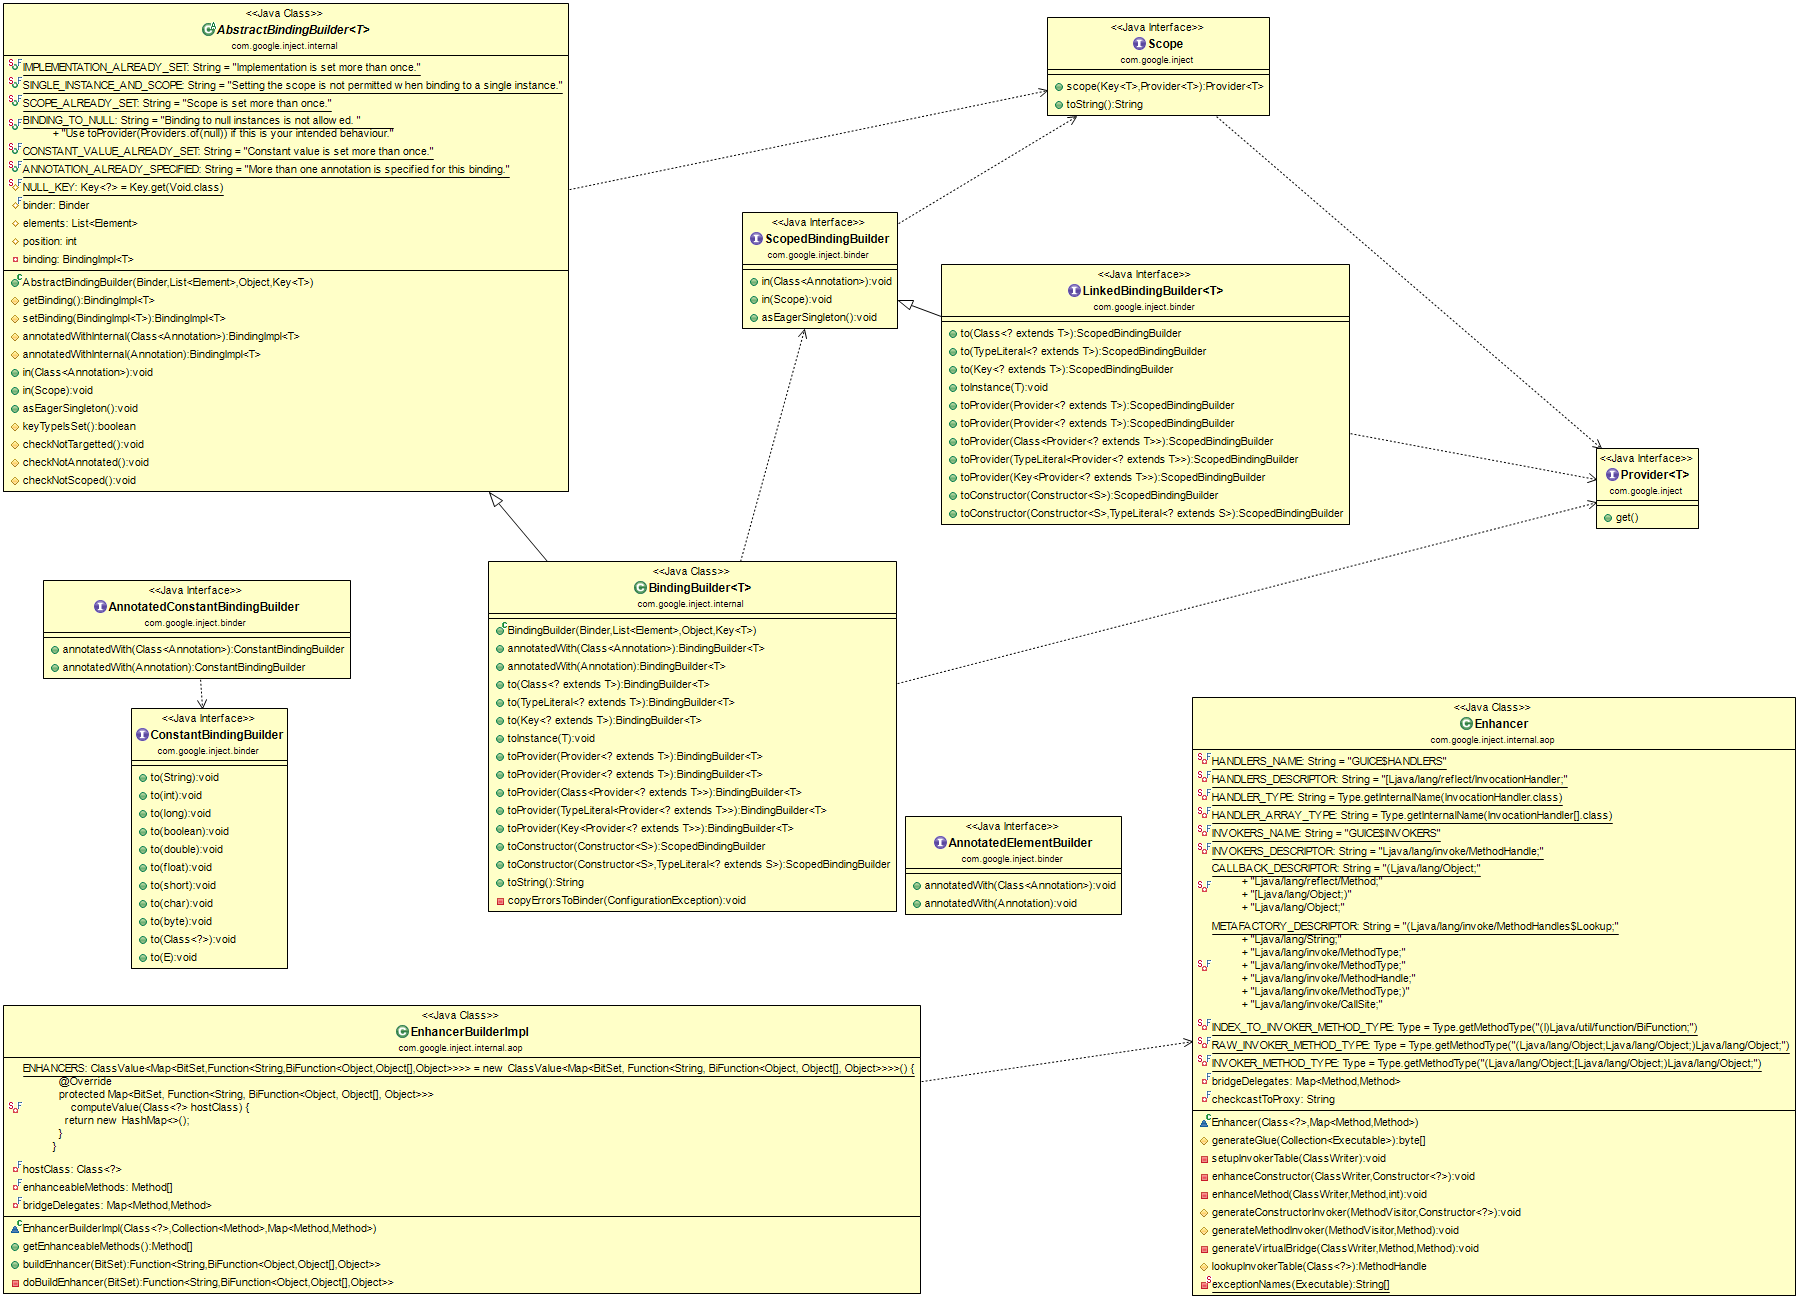 <<Java Class>>
AbstractBindingBuilder<T>
com.google.inject.internal
IMPLEMENTATION_ALREADY_SET: String = "Implementation is set more than once."
SINGLE_INSTANCE_AND_SCOPE: String = "Setting the scope is not permitted when binding to a single instance."
SCOPE_ALREADY_SET: String = "Scope is set more than once."
BINDING_TO_NULL: String = "Binding to null instances is not allowed. "
+ "Use toProvider(Providers.of(null)) if this is your intended behaviour."
CONSTANT_VALUE_ALREADY_SET: String = "Constant value is set more than once."
ANNOTATION_ALREADY_SPECIFIED: String = "More than one annotation is specified for this binding."
NULL_KEY: Key<?> = Key.get(Void.class)
binder: Binder
elements: List<Element>
position: int
binding: BindingImpl<T>
AbstractBindingBuilder(Binder,List<Element>,Object,Key<T>)
getBinding():BindingImpl<T>
setBinding(BindingImpl<T>):BindingImpl<T>
annotatedWithInternal(Class<Annotation>):BindingImpl<T>
annotatedWithInternal(Annotation):BindingImpl<T>
in(Class<Annotation>):void
in(Scope):void
asEagerSingleton():void
keyTypeIsSet():boolean
checkNotTargetted():void
checkNotAnnotated():void
checkNotScoped():void
<<Java Interface>>
Scope
com.google.inject
scope(Key<T>,Provider<T>):Provider<T>
toString():String
<<Java Interface>>
ScopedBindingBuilder
com.google.inject.binder
in(Class<Annotation>):void
in(Scope):void
asEagerSingleton():void
<<Java Interface>>
LinkedBindingBuilder<T>
com.google.inject.binder
to(Class<? extends T>):ScopedBindingBuilder
to(TypeLiteral<? extends T>):ScopedBindingBuilder
to(Key<? extends T>):ScopedBindingBuilder
toInstance(T):void
toProvider(Provider<? extends T>):ScopedBindingBuilder
toProvider(Provider<? extends T>):ScopedBindingBuilder
toProvider(Class<Provider<? extends T>>):ScopedBindingBuilder
toProvider(TypeLiteral<Provider<? extends T>>):ScopedBindingBuilder
toProvider(Key<Provider<? extends T>>):ScopedBindingBuilder
toConstructor(Constructor<S>):ScopedBindingBuilder
toConstructor(Constructor<S>,TypeLiteral<? extends S>):ScopedBindingBuilder
<<Java Interface>>
Provider<T>
com.google.inject
get()
<<Java Interface>>
AnnotatedConstantBindingBuilder
com.google.inject.binder
annotatedWith(Class<Annotation>):ConstantBindingBuilder
annotatedWith(Annotation):ConstantBindingBuilder
<<Java Interface>>
ConstantBindingBuilder
com.google.inject.binder
to(String):void
to(int):void
to(long):void
to(boolean):void
to(double):void
to(float):void
to(short):void
to(char):void
to(byte):void
to(Class<?>):void
to(E):void
<<Java Class>>
BindingBuilder<T>
com.google.inject.internal
BindingBuilder(Binder,List<Element>,Object,Key<T>)
annotatedWith(Class<Annotation>):BindingBuilder<T>
annotatedWith(Annotation):BindingBuilder<T>
to(Class<? extends T>):BindingBuilder<T>
to(TypeLiteral<? extends T>):BindingBuilder<T>
to(Key<? extends T>):BindingBuilder<T>
toInstance(T):void
toProvider(Provider<? extends T>):BindingBuilder<T>
toProvider(Provider<? extends T>):BindingBuilder<T>
toProvider(Class<Provider<? extends T>>):BindingBuilder<T>
toProvider(TypeLiteral<Provider<? extends T>>):BindingBuilder<T>
toProvider(Key<Provider<? extends T>>):BindingBuilder<T>
toConstructor(Constructor<S>):ScopedBindingBuilder
toConstructor(Constructor<S>,TypeLiteral<? extends S>):ScopedBindingBuilder
toString():String
copyErrorsToBinder(ConfigurationException):void
<<Java Interface>>
AnnotatedElementBuilder
com.google.inject.binder
annotatedWith(Class<Annotation>):void
annotatedWith(Annotation):void
<<Java Class>>
Enhancer
com.google.inject.internal.aop
HANDLERS_NAME: String = "GUICE$HANDLERS"
HANDLERS_DESCRIPTOR: String = "[Ljava/lang/reflect/InvocationHandler;"
HANDLER_TYPE: String = Type.getInternalName(InvocationHandler.class)
HANDLER_ARRAY_TYPE: String = Type.getInternalName(InvocationHandler[].class)
INVOKERS_NAME: String = "GUICE$INVOKERS"
INVOKERS_DESCRIPTOR: String = "Ljava/lang/invoke/MethodHandle;"
CALLBACK_DESCRIPTOR: String = "(Ljava/lang/Object;"
+ "Ljava/lang/reflect/Method;"
+ "[Ljava/lang/Object;)"
+ "Ljava/lang/Object;"
METAFACTORY_DESCRIPTOR: String = "(Ljava/lang/invoke/MethodHandles$Lookup;"
+ "Ljava/lang/String;"
+ "Ljava/lang/invoke/MethodType;"
+ "Ljava/lang/invoke/MethodType;"
+ "Ljava/lang/invoke/MethodHandle;"
+ "Ljava/lang/invoke/MethodType;)"
+ "Ljava/lang/invoke/CallSite;"
INDEX_TO_INVOKER_METHOD_TYPE: Type = Type.getMethodType("(I)Ljava/util/function/BiFunction;")
RAW_INVOKER_METHOD_TYPE: Type = Type.getMethodType("(Ljava/lang/Object;Ljava/lang/Object;)Ljava/lang/Object;")
INVOKER_METHOD_TYPE: Type = Type.getMethodType("(Ljava/lang/Object;[Ljava/lang/Object;)Ljava/lang/Object;")
bridgeDelegates: Map<Method,Method>
checkcastToProxy: String
Enhancer(Class<?>,Map<Method,Method>)
generateGlue(Collection<Executable>):byte[]
setupInvokerTable(ClassWriter):void
enhanceConstructor(ClassWriter,Constructor<?>):void
enhanceMethod(ClassWriter,Method,int):void
generateConstructorInvoker(MethodVisitor,Constructor<?>):void
generateMethodInvoker(MethodVisitor,Method):void
generateVirtualBridge(ClassWriter,Method,Method):void
lookupInvokerTable(Class<?>):MethodHandle
exceptionNames(Executable):String[]
<<Java Class>>
EnhancerBuilderImpl
com.google.inject.internal.aop
ENHANCERS: ClassValue<Map<BitSet,Function<String,BiFunction<Object,Object[],Object>>>> = new ClassValue<Map<BitSet, Function<String, BiFunction<Object, Object[], Object>>>>() {
@Override
protected Map<BitSet, Function<String, BiFunction<Object, Object[], Object>>>
computeValue(Class<?> hostClass) {
return new HashMap<>();
}
}
hostClass: Class<?>
enhanceableMethods: Method[]
bridgeDelegates: Map<Method,Method>
EnhancerBuilderImpl(Class<?>,Collection<Method>,Map<Method,Method>)
getEnhanceableMethods():Method[]
buildEnhancer(BitSet):Function<String,BiFunction<Object,Object[],Object>>
doBuildEnhancer(BitSet):Function<String,BiFunction<Object,Object[],Object>>